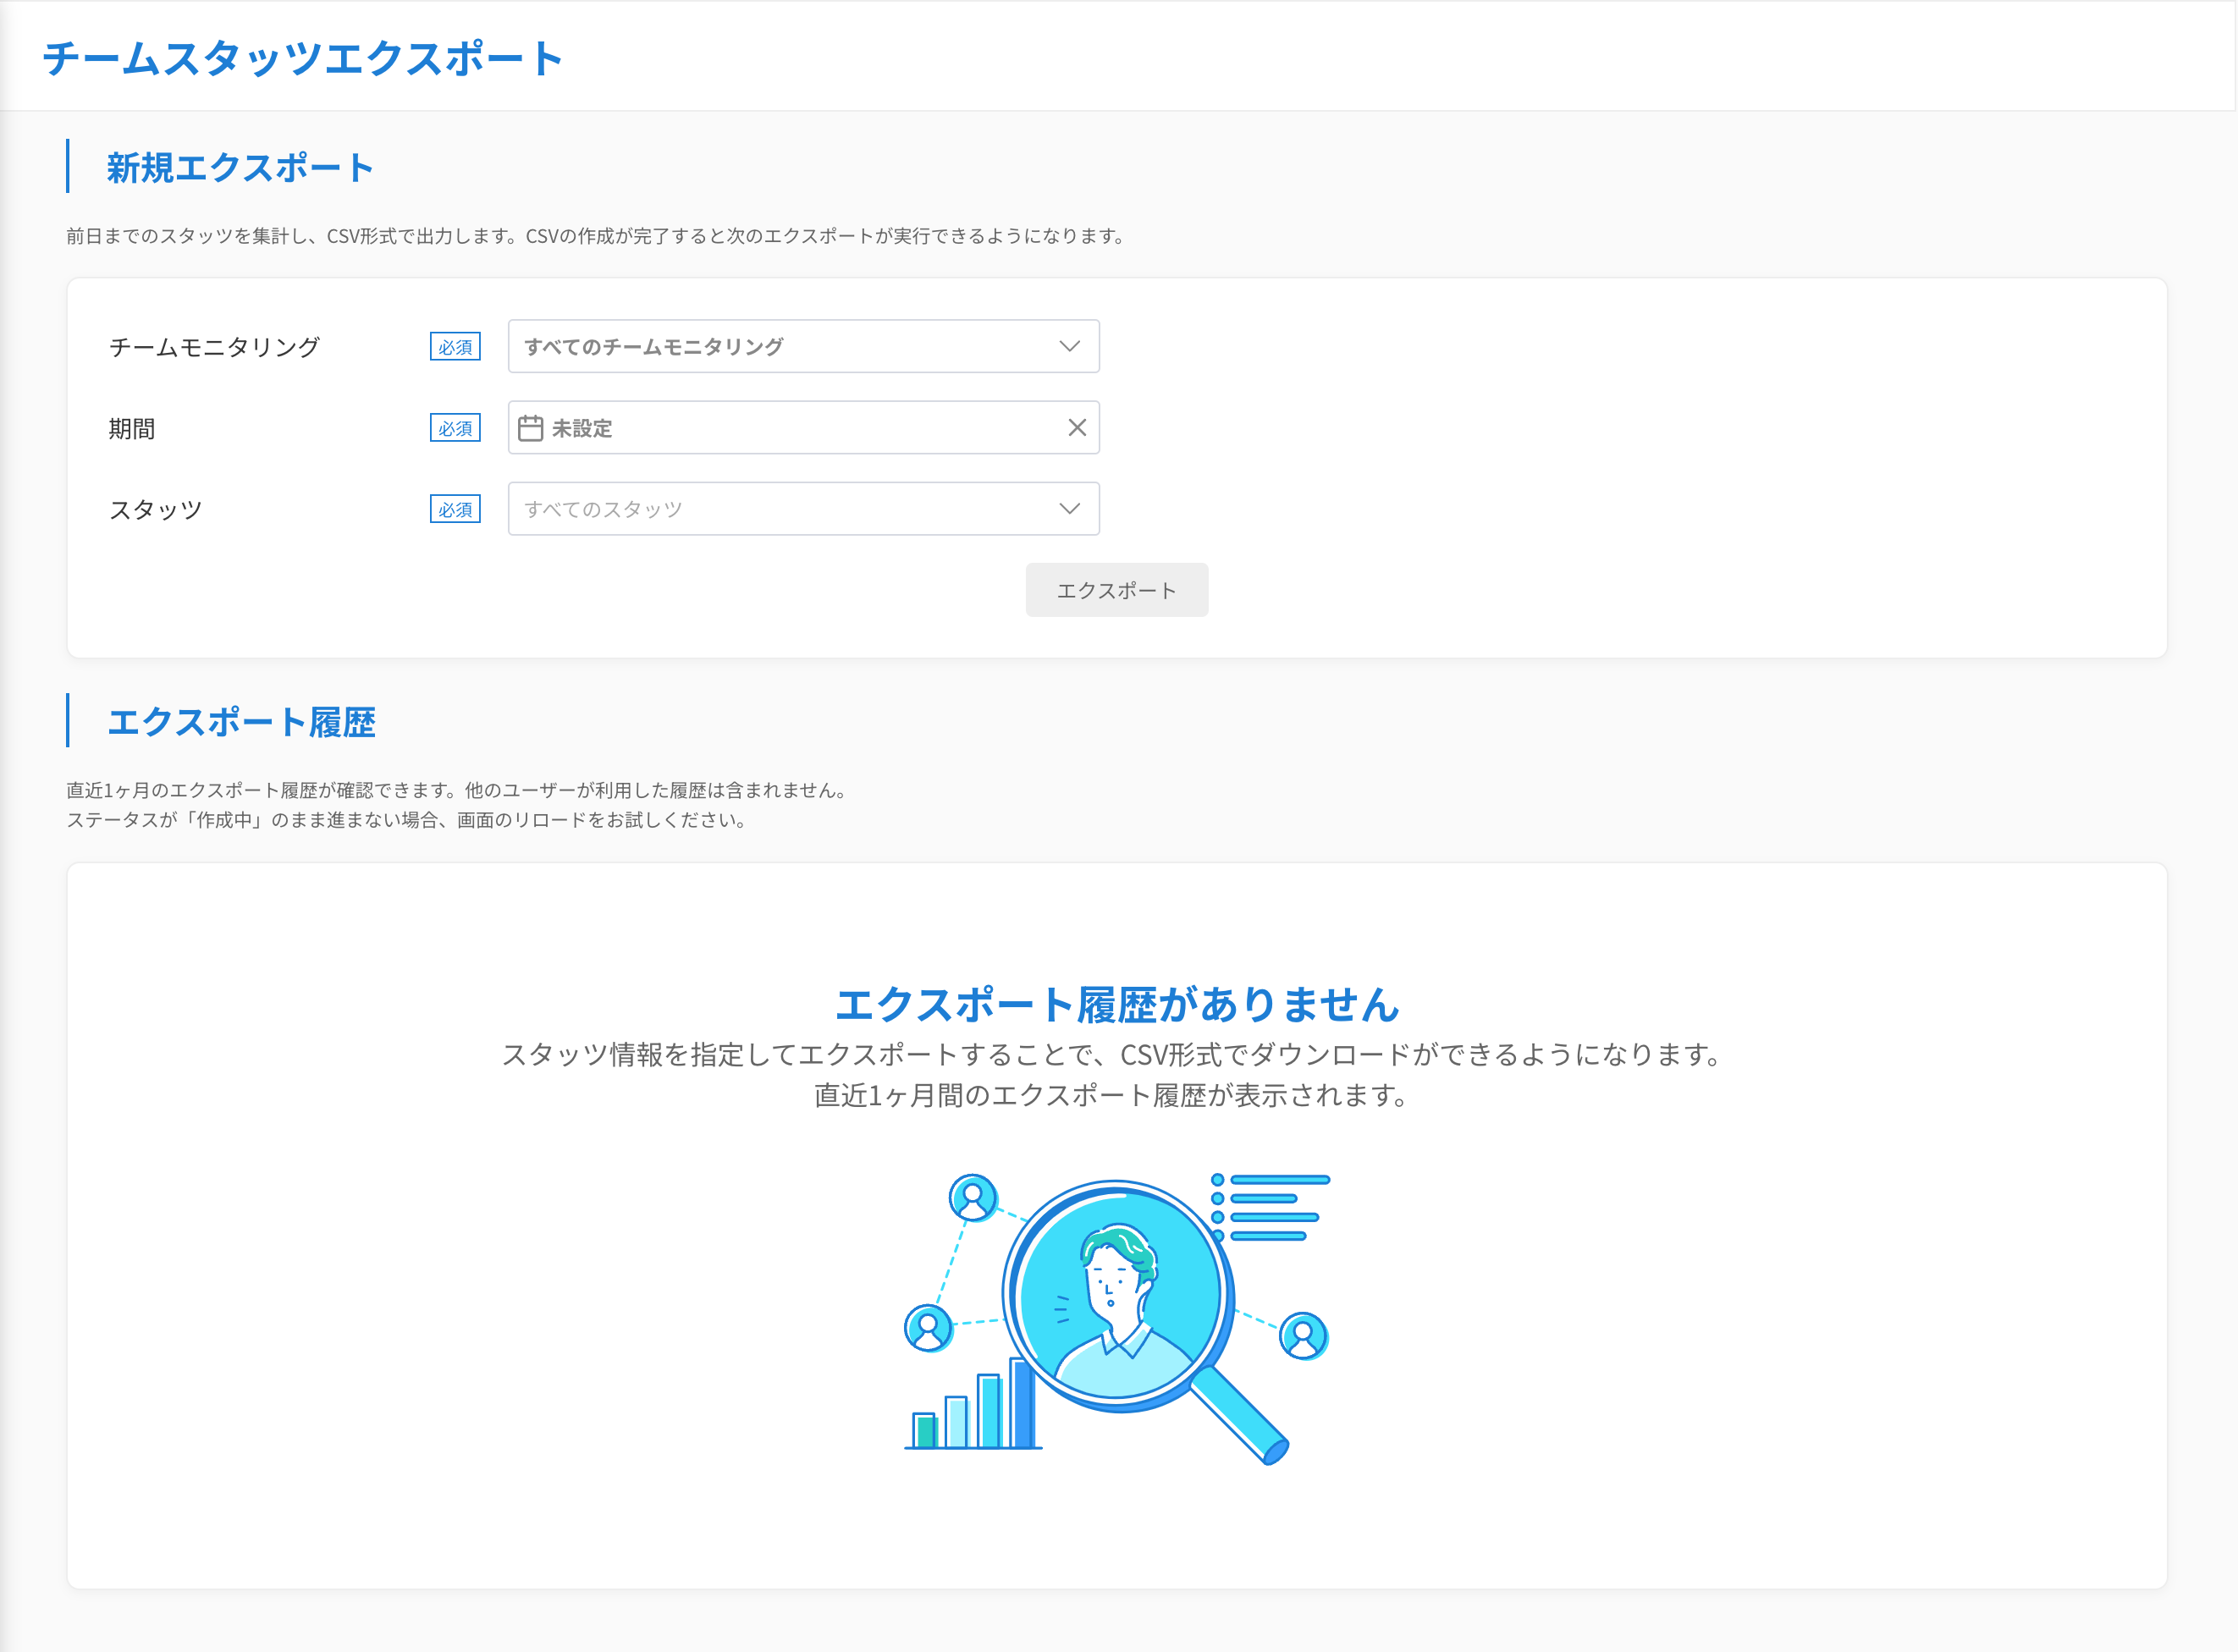 チームスタッツエクスポート
新規エクスポート
前日までのスタッツを集計し、CSV形式で出力します。CSVの作成が完了すると次のエクスポートが実行できるようになります。
チームモニタリング 必須 すべてのチームモニタリング
期間 必須 未設定
スタッツ 必須 すべてのスタッツ
エクスポート
エクスポート履歴
直近1ヶ月のエクスポート履歴が確認できます。他のユーザーが利用した履歴は含まれません。
ステータスが「作成中」のまま進まない場合、画面のリロードをお試しください。
エクスポート履歴がありません
スタッツ情報を指定してエクスポートすることで、CSV形式でダウンロードができるようになります。
直近1ヶ月間のエクスポート履歴が表示されます。